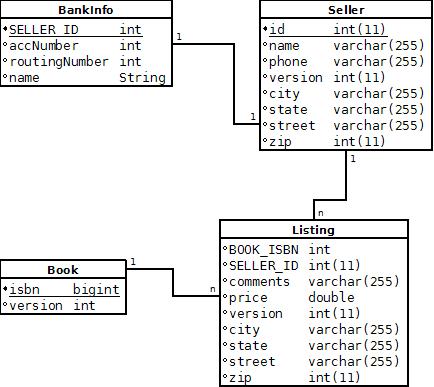 BankInfo
SELLER_ID int
accNumber int
routingNumber int
name String
Seller
id int(11)
name varchar(255)
phone varchar(255)
version int(11)
city varchar(255)
state varchar(255)
street varchar(255)
zip int(11)
1
1
1
n
Listing
BOOK_ISBN int
SELLER_ID int(11)
comments varchar(255)
price double
version int(11)
city varchar(255)
state varchar(255)
street varchar(255)
zip int(11)
Book
isbn bigint
version int
1
n